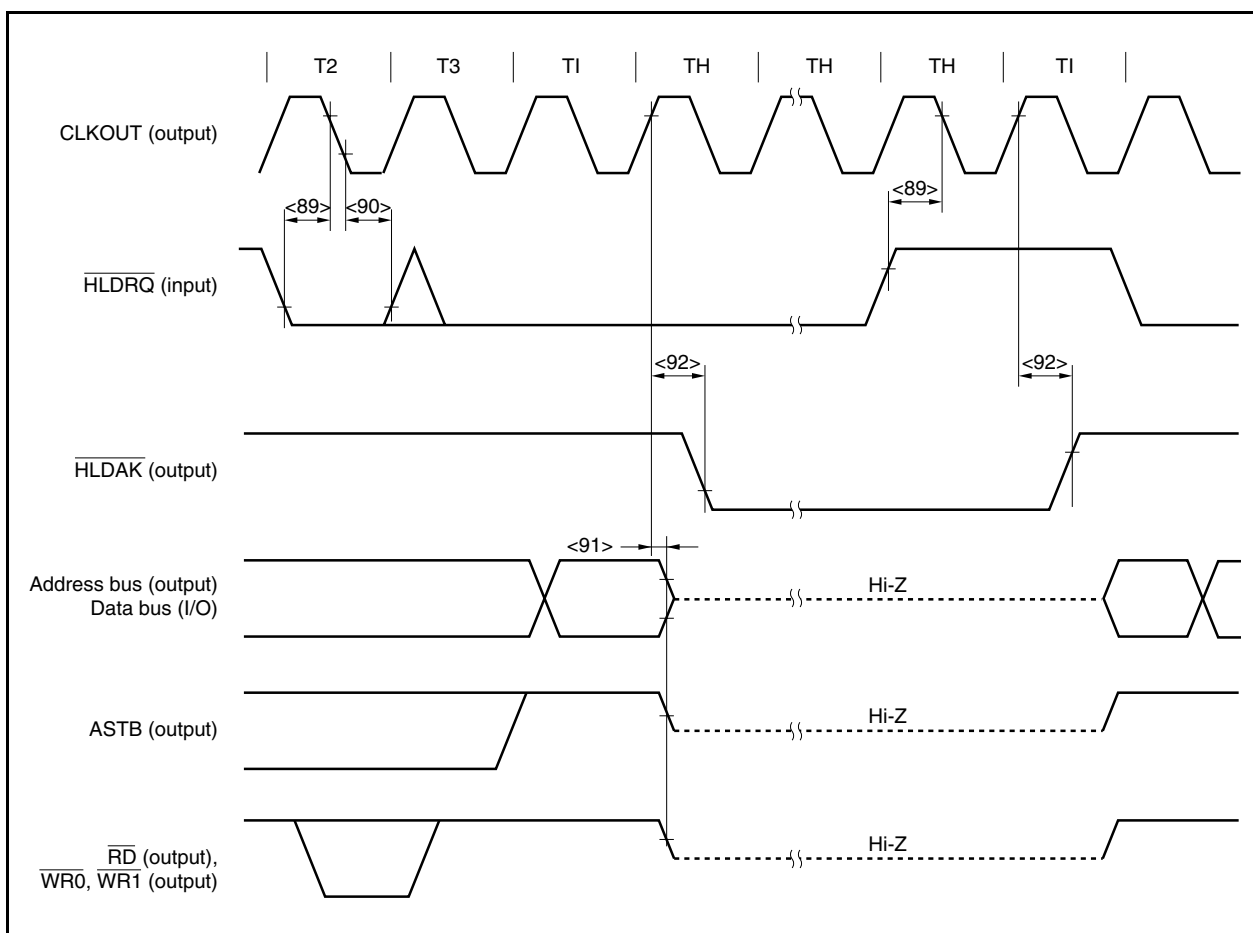 T2 T3 TI TH TH TH TI
CLKOUT (output)
<89> <90> <89>
HLDRQ (input)
<92> <92>
HLDAK (output)
<91>
Address bus (output)
Data bus (I/O)
Hi-Z
ASTB (output)
Hi-Z
RD (output),
WR0, WR1 (output)
Hi-Z